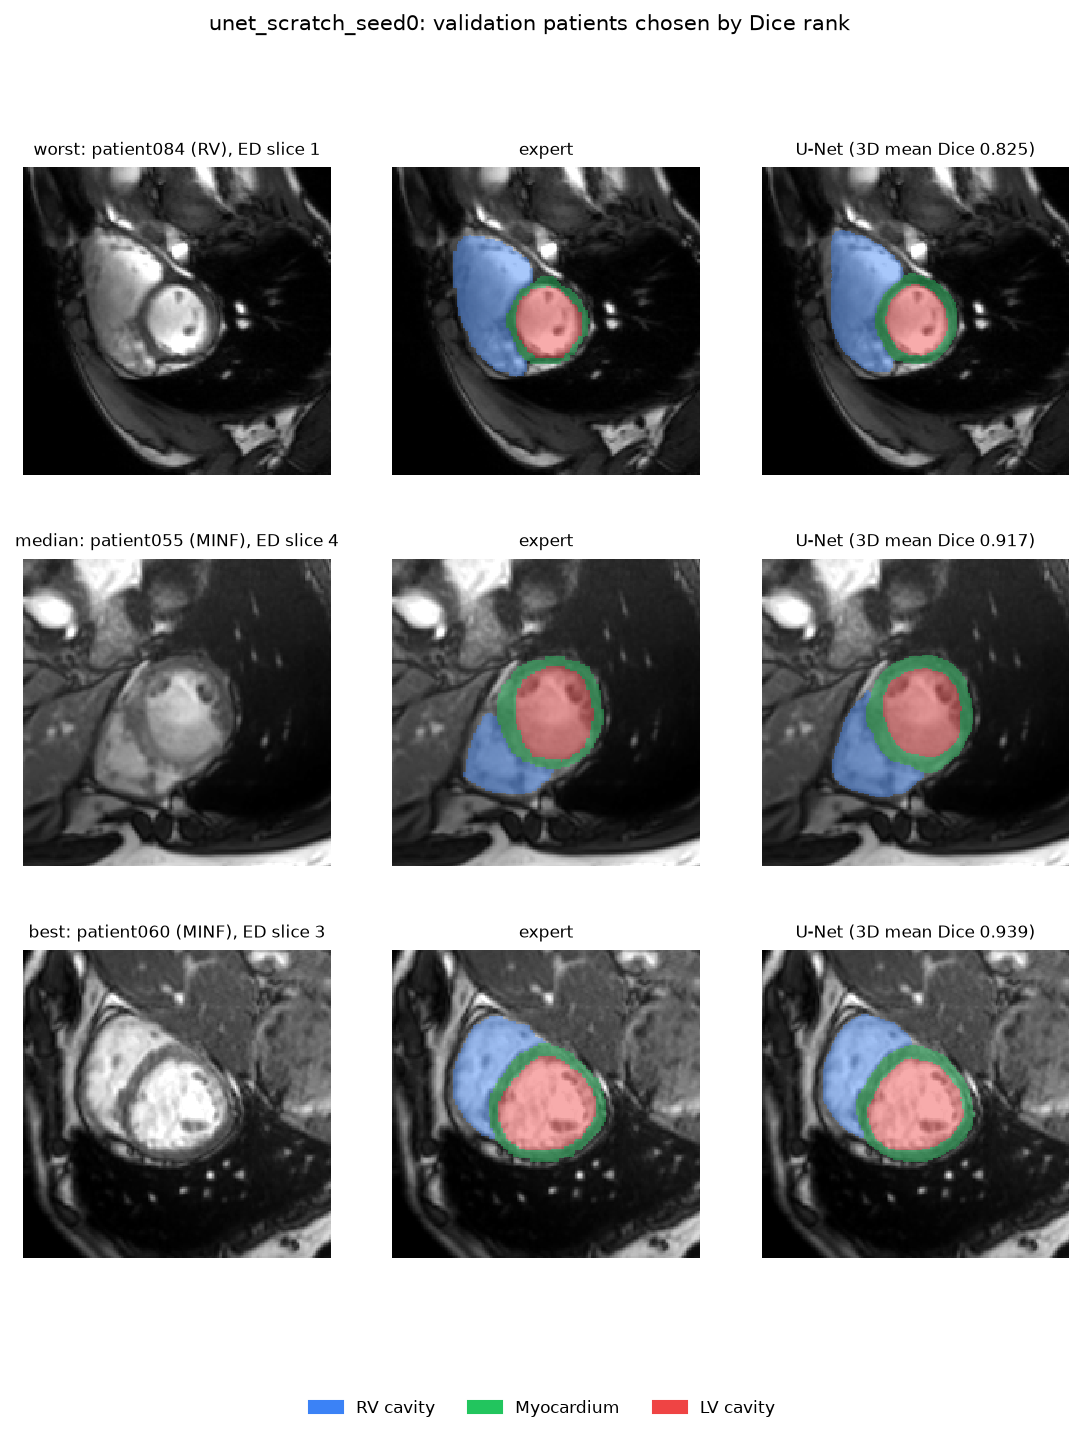 unet_scratch_seed0: validation patients chosen by Dice rank
worst: patient084 (RV), ED slice 1
expert
U-Net (3D mean Dice 0.825)
median: patient055 (MINF), ED slice 4
expert
U-Net (3D mean Dice 0.917)
best: patient060 (MINF), ED slice 3
expert
U-Net (3D mean Dice 0.939)
RV cavity
Myocardium
LV cavity